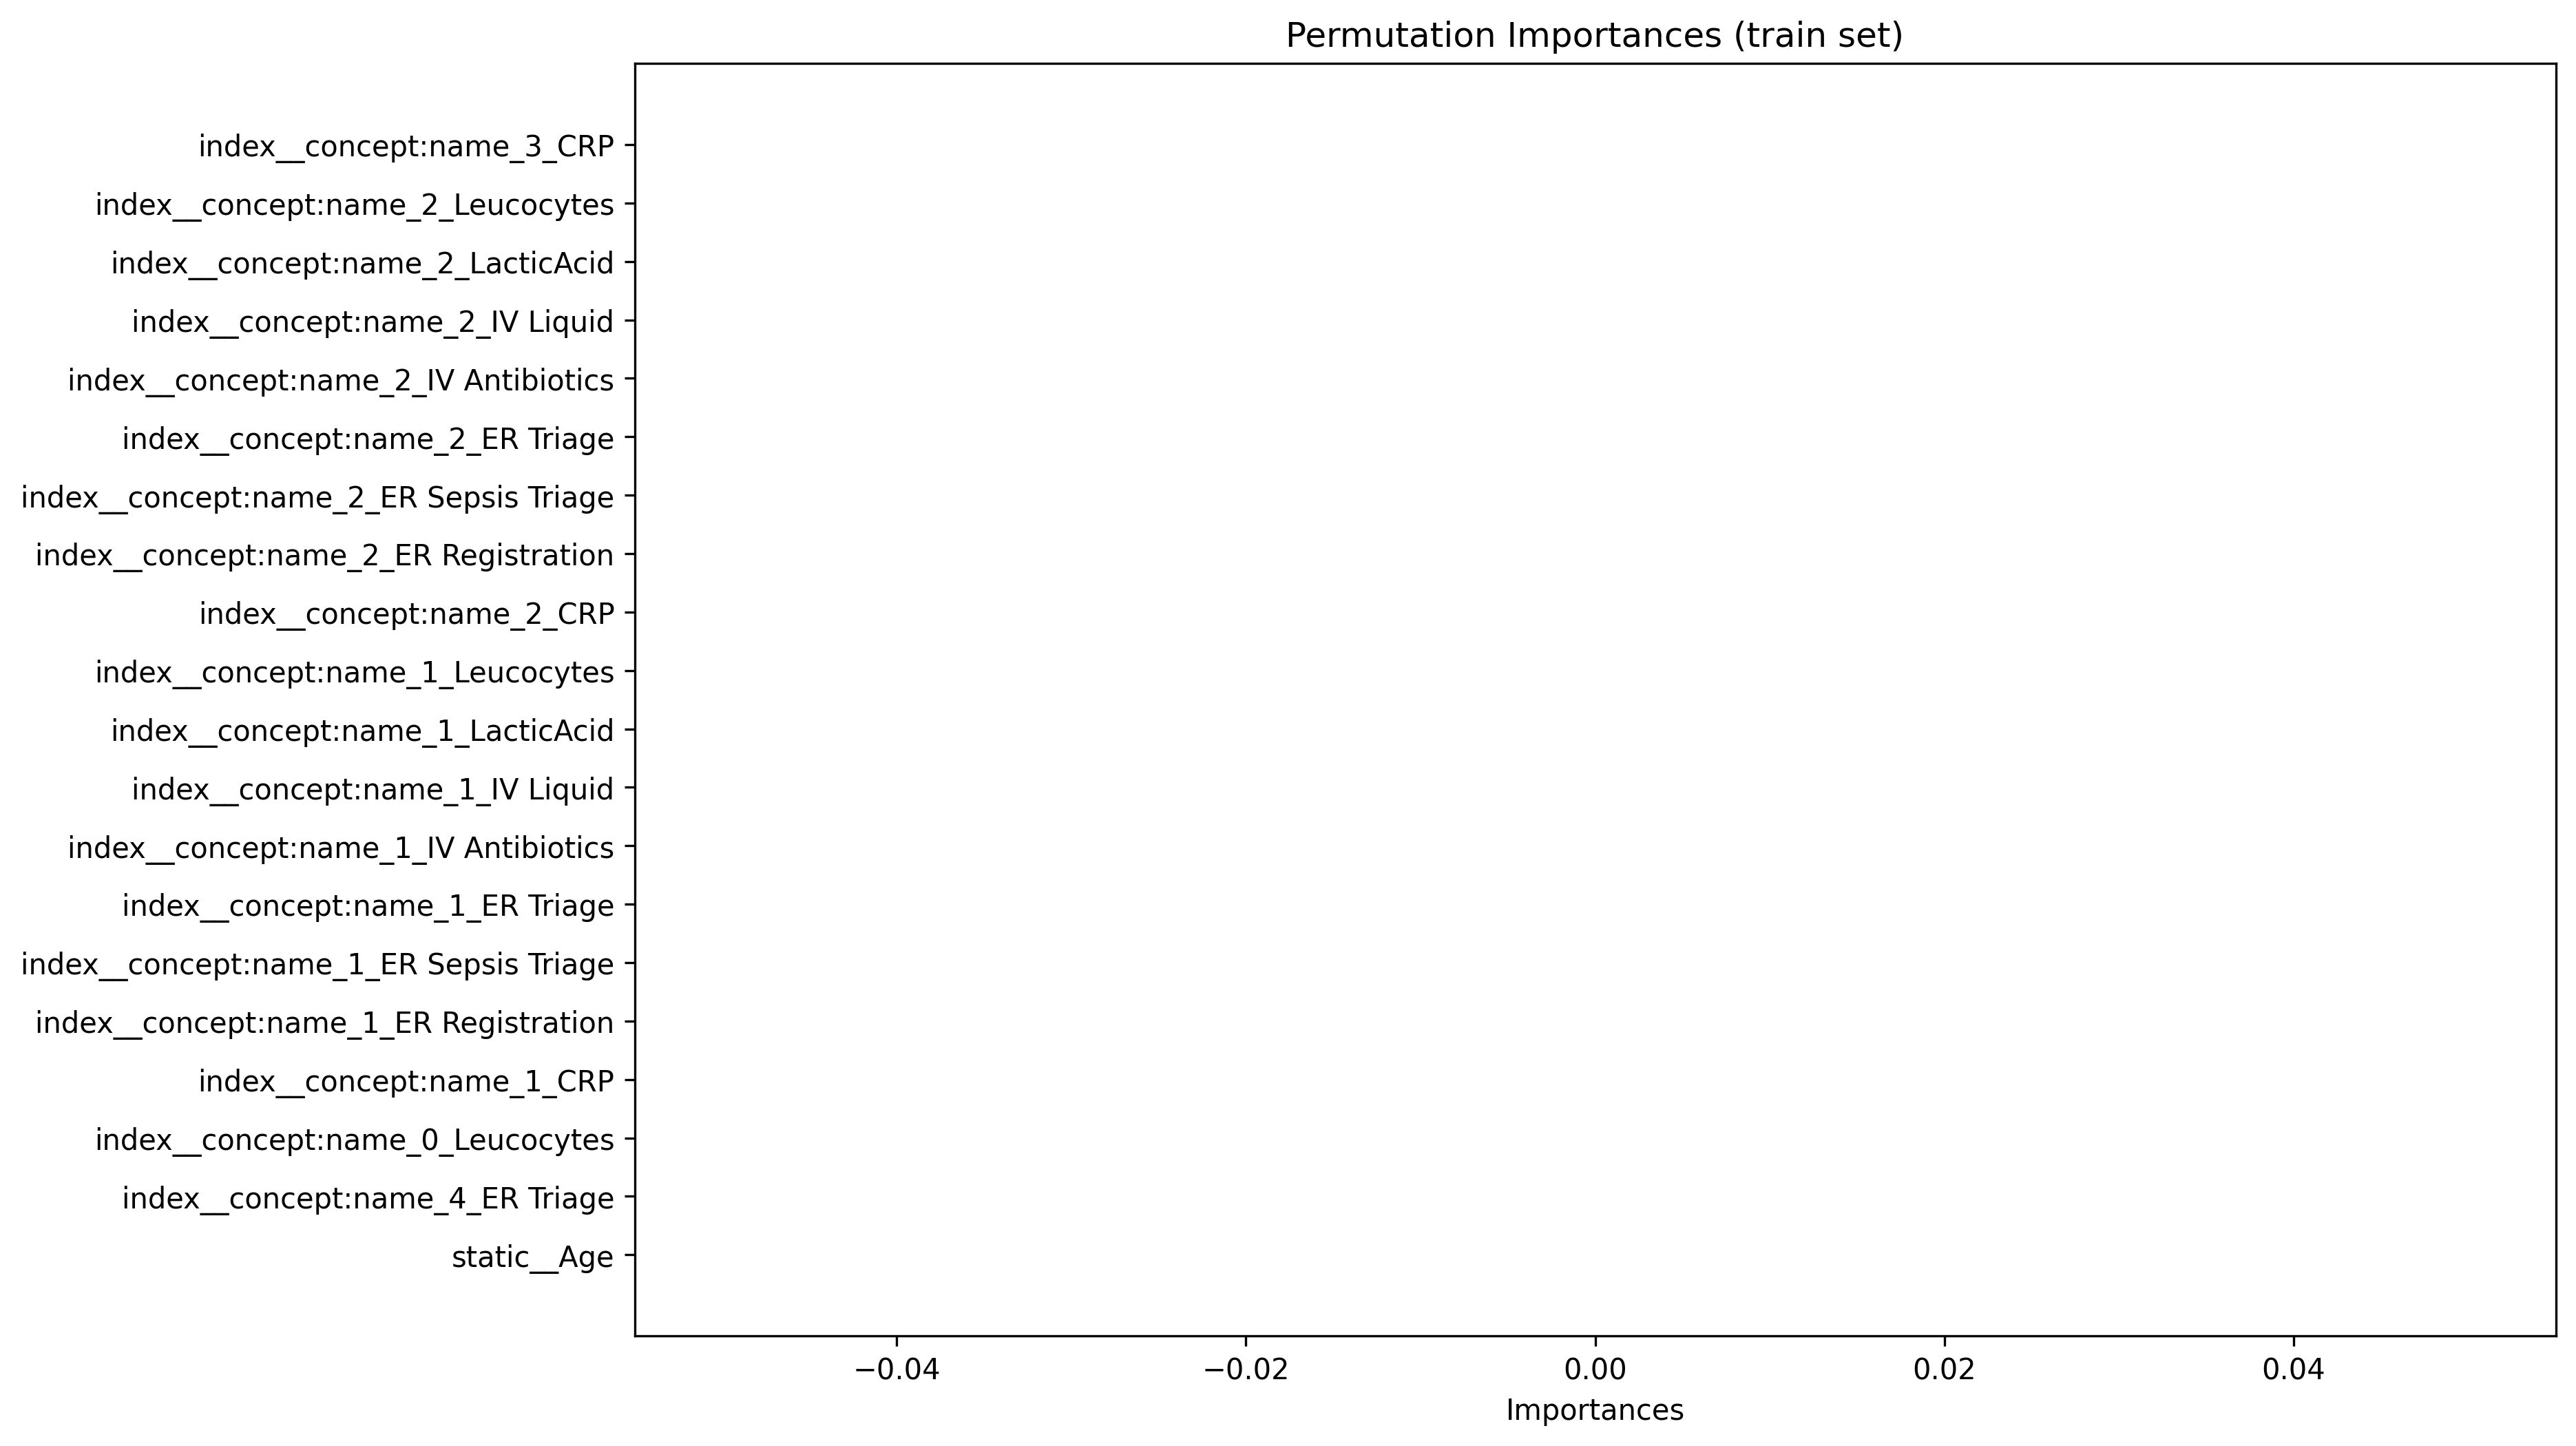 Permutation Importances (train set)
index__concept:name_3_CRP
index__concept:name_2_Leucocytes
index__concept:name_2_LacticAcid
index__concept:name_2_IV Liquid
index__concept:name_2_IV Antibiotics
index__concept:name_2_ER Triage
index__concept:name_2_ER Sepsis Triage
index__concept:name_2_ER Registration
index__concept:name_2_CRP
index__concept:name_1_Leucocytes
index__concept:name_1_LacticAcid
index__concept:name_1_IV Liquid
index__concept:name_1_IV Antibiotics
index__concept:name_1_ER Triage
index__concept:name_1_ER Sepsis Triage
index__concept:name_1_ER Registration
index__concept:name_1_CRP
index__concept:name_0_Leucocytes
index__concept:name_4_ER Triage
static__Age
−0.04 −0.02 0.00 0.02 0.04
Importances